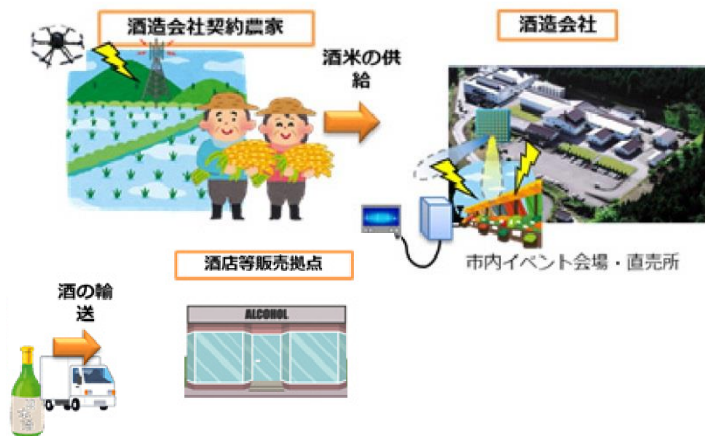 酒造会社契約農家
酒米の供
給
酒造会社
市内イベント会場・直売所
酒店等販売拠点
酒の輸
送
ALCOHOL